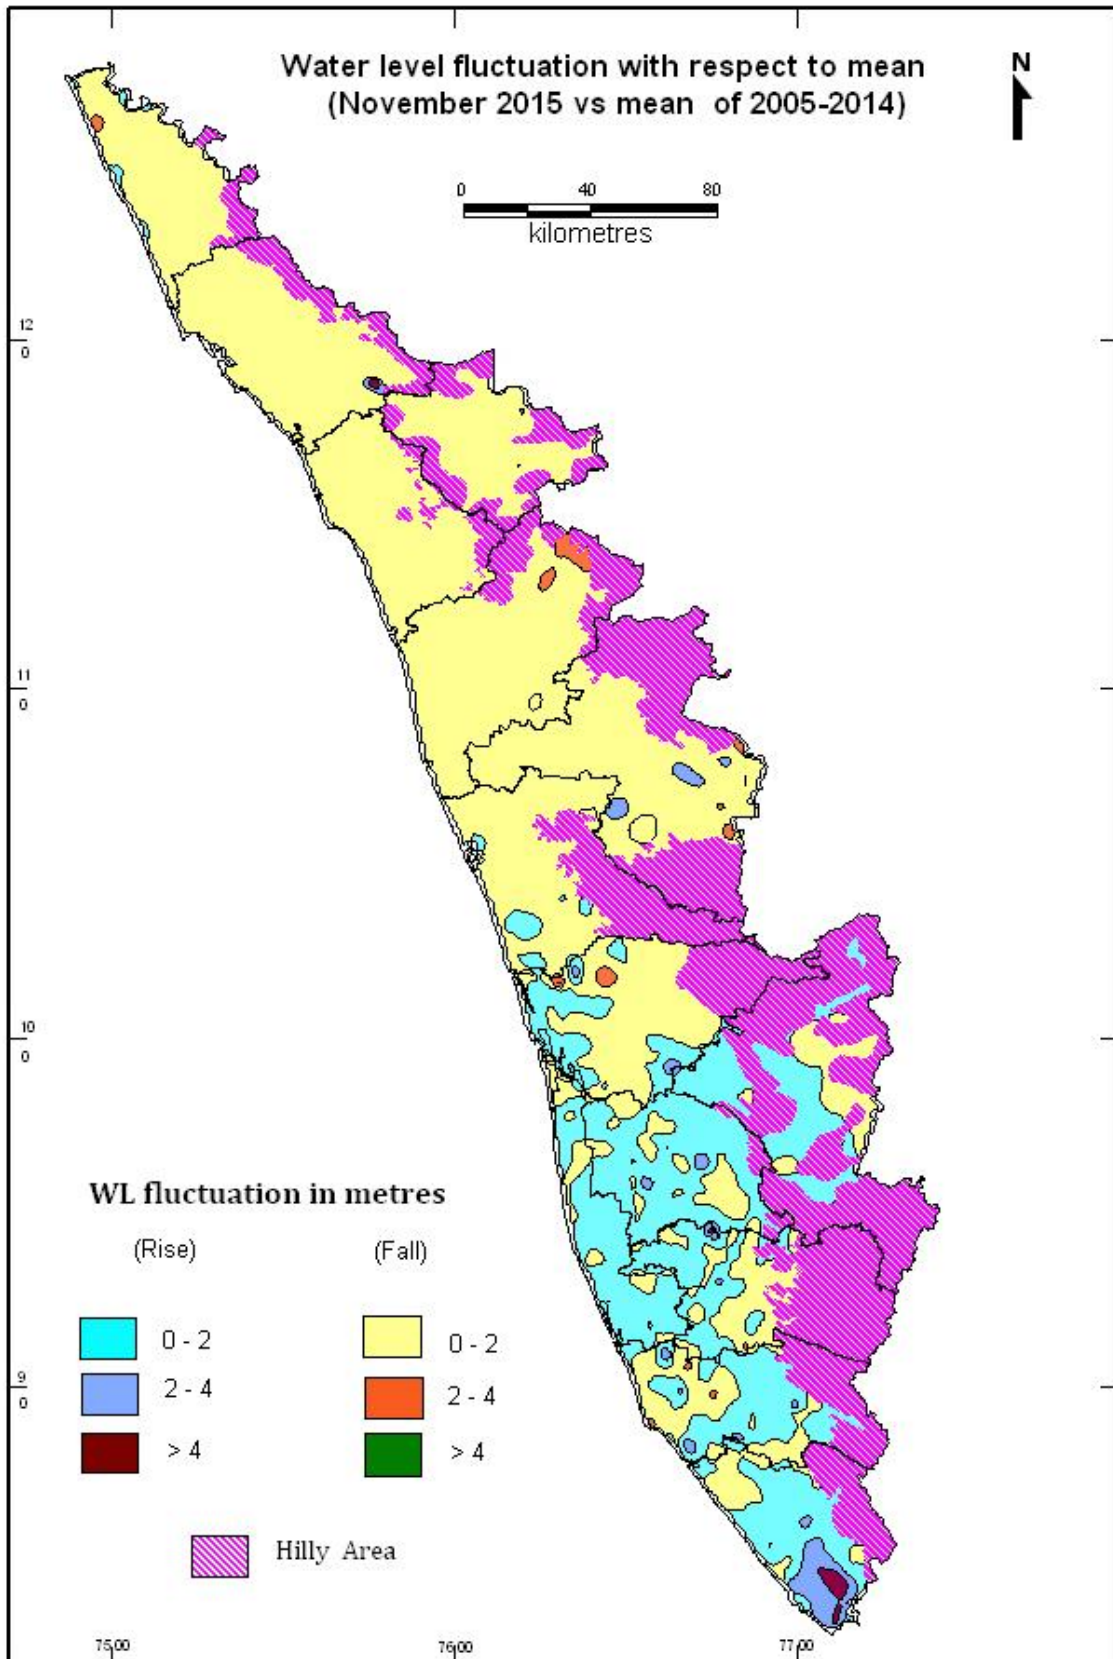 Water level fluctuation with respect to mean
(November 2015 vs mean of 2005-2014)
N
0 40 80
kilometres
12
0
11
0
10
0
9
0
WL fluctuation in metres
(Rise) (Fall)
0 - 2 0 - 2
2 - 4 2 - 4
> 4 > 4
Hilly Area
75|00 76|00 77|00